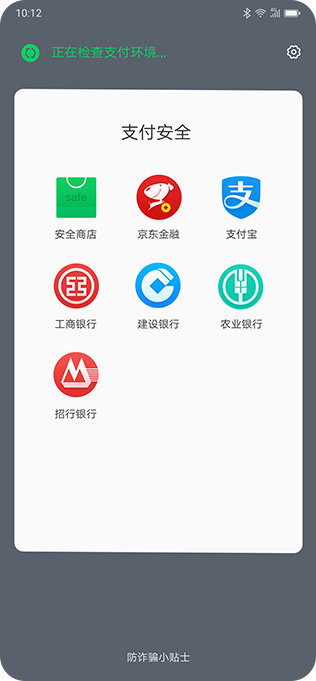 10:12
正在检查支付环境...
支付安全
safe
安全商店
京东金融
支付宝
工商银行
建设银行
农业银行
招行银行
防诈骗小贴士